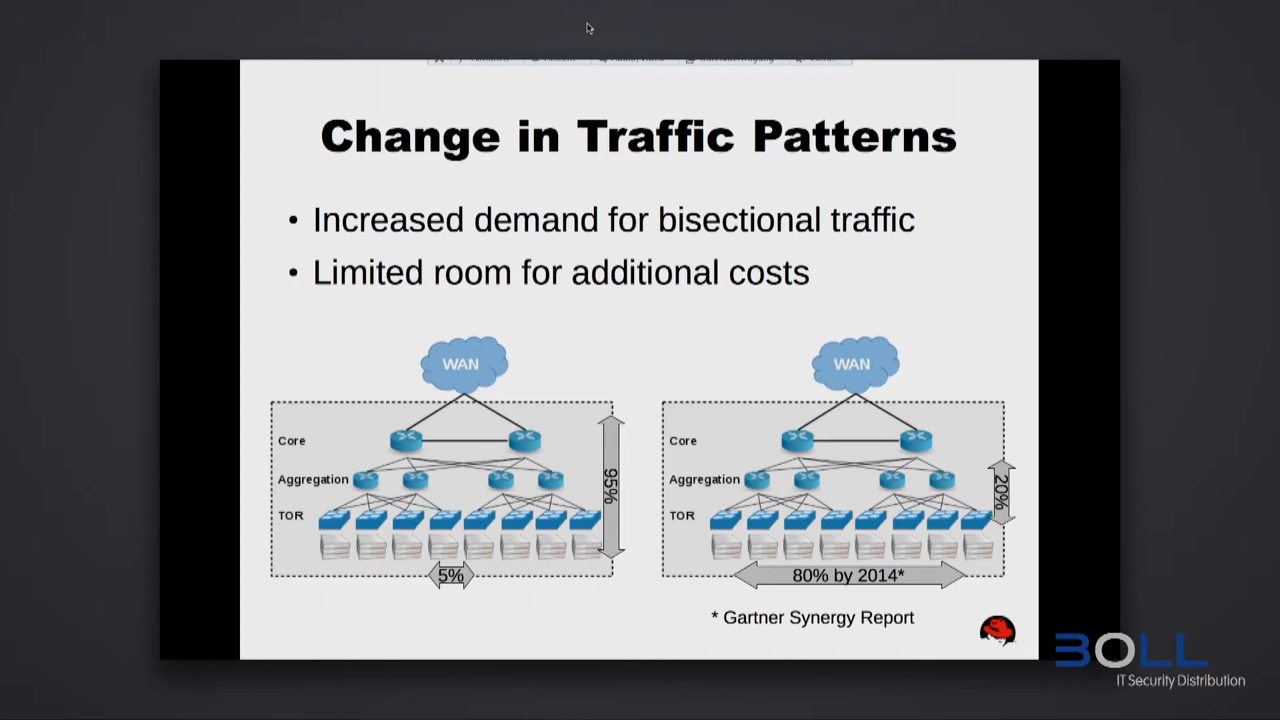 Change in Traffic Patterns
• Increased demand for bisectional traffic
• Limited room for additional costs
WAN
Core
Aggregation
TOR
95%
5%
WAN
Core
Aggregation
TOR
20%
80% by 2014*
* Gartner Synergy Report
BOLL
IT Security Distribution